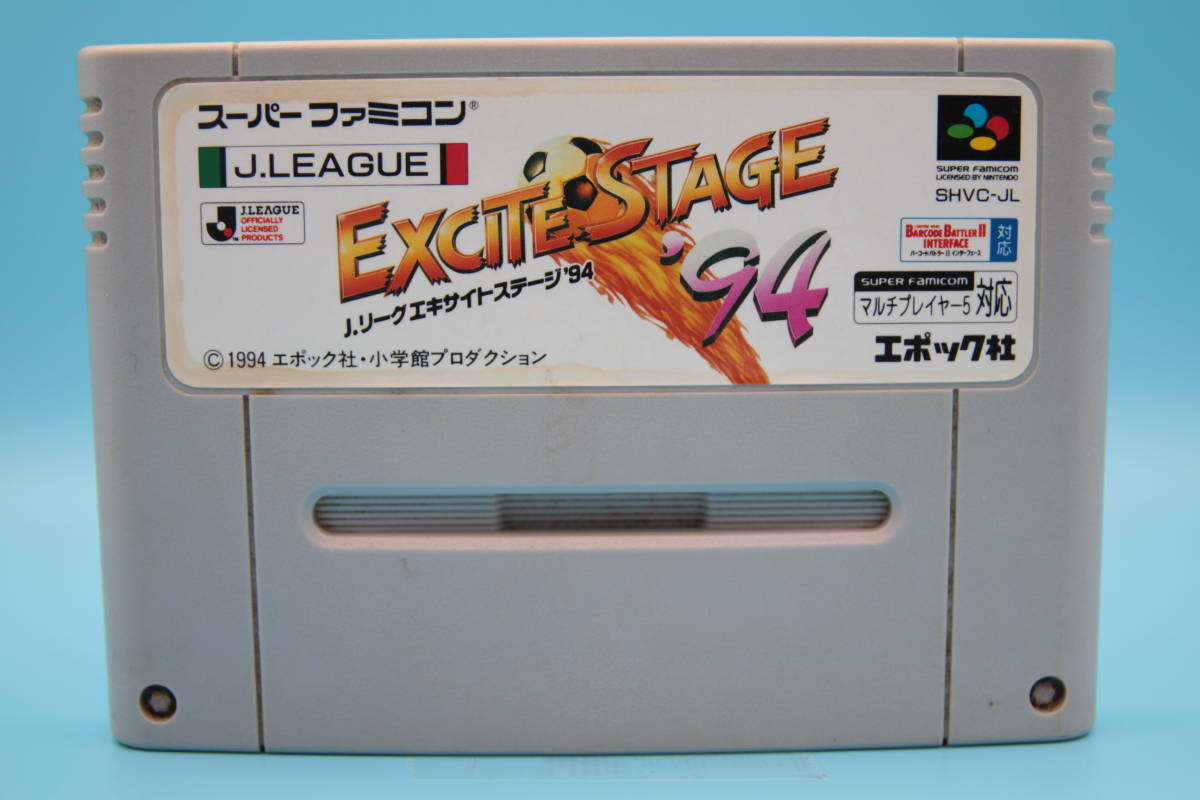 スーパーファミコン®
J.LEAGUE
J.LEAGUE
OFFICIALLY
LICENSED
PRODUCTS
EXCITE STAGE
'94
J.リーグエキサイトステージ'94
©1994 エポック社・小学館プロダクション
SUPER FAMICOM
LICENSED BY NINTENDO
SHVC-JL
BARCODE BATTLER II
INTERFACE
バーコードバトラーIIインターフェース
対応
SUPER FAMICOM
マルチプレイヤー5 対応
エポック社